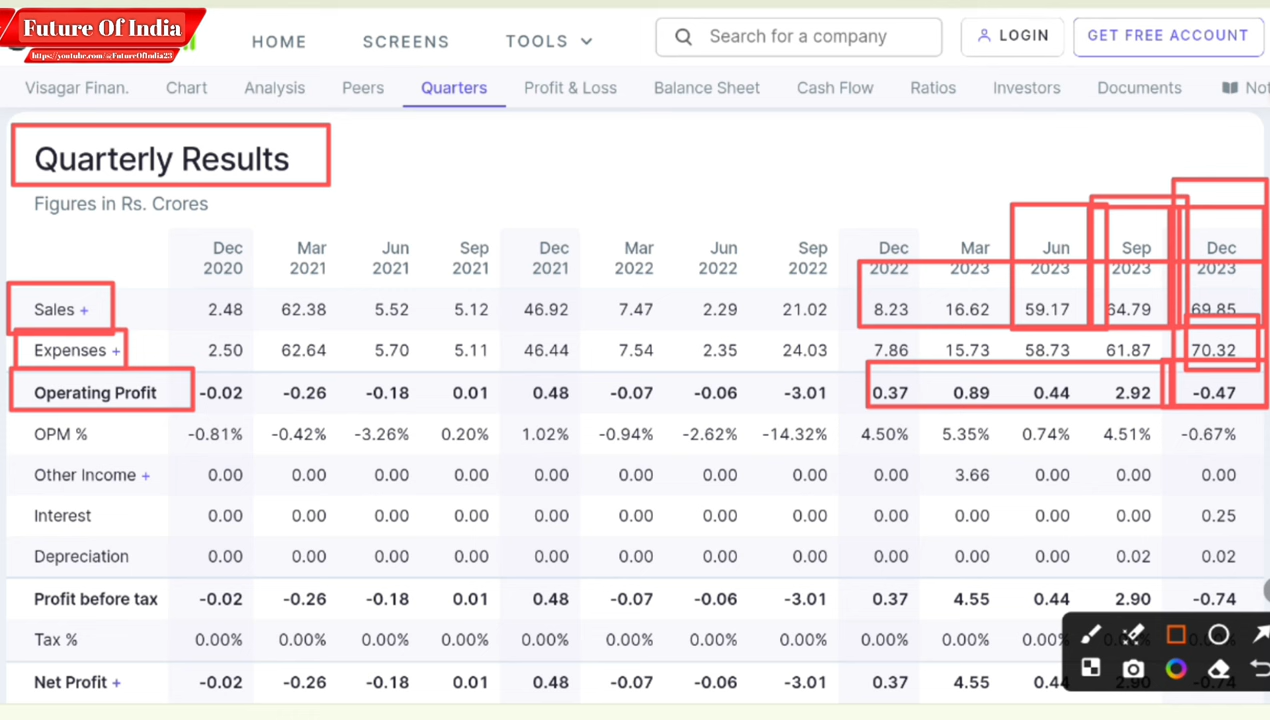 Future Of India
https://youtube.com/@FutureOfIndia23
HOME SCREENS TOOLS Search for a company LOGIN GET FREE ACCOUNT
Visagar Finan. Chart Analysis Peers Quarters Profit & Loss Balance Sheet Cash Flow Ratios Investors Documents Not
Quarterly Results
Figures in Rs. Crores
Dec Mar Jun Sep Dec Mar Jun Sep Dec Mar Jun Sep Dec
2020 2021 2021 2021 2021 2022 2022 2022 2022 2023 2023 2023 2023
Sales + 2.48 62.38 5.52 5.12 46.92 7.47 2.29 21.02 8.23 16.62 59.17 64.79 69.85
Expenses + 2.50 62.64 5.70 5.11 46.44 7.54 2.35 24.03 7.86 15.73 58.73 61.87 70.32
Operating Profit -0.02 -0.26 -0.18 0.01 0.48 -0.07 -0.06 -3.01 0.37 0.89 0.44 2.92 -0.47
OPM % -0.81% -0.42% -3.26% 0.20% 1.02% -0.94% -2.62% -14.32% 4.50% 5.35% 0.74% 4.51% -0.67%
Other Income + 0.00 0.00 0.00 0.00 0.00 0.00 0.00 0.00 0.00 3.66 0.00 0.00 0.00
Interest 0.00 0.00 0.00 0.00 0.00 0.00 0.00 0.00 0.00 0.00 0.00 0.00 0.25
Depreciation 0.00 0.00 0.00 0.00 0.00 0.00 0.00 0.00 0.00 0.00 0.00 0.02 0.02
Profit before tax -0.02 -0.26 -0.18 0.01 0.48 -0.07 -0.06 -3.01 0.37 4.55 0.44 2.90 -0.74
Tax % 0.00% 0.00% 0.00% 0.00% 0.00% 0.00% 0.00% 0.00% 0.00% 0.00% 0.00%
Net Profit + -0.02 -0.26 -0.18 0.01 0.48 -0.07 -0.06 -3.01 0.37 4.55 0.44 2.90 -0.74